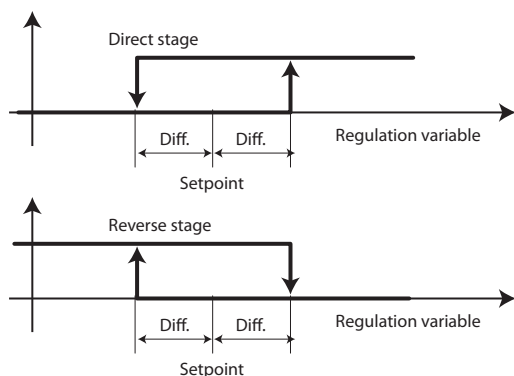 Direct stage
Diff. Diff. Regulation variable
Setpoint
Reverse stage
Diff. Diff. Regulation variable
Setpoint